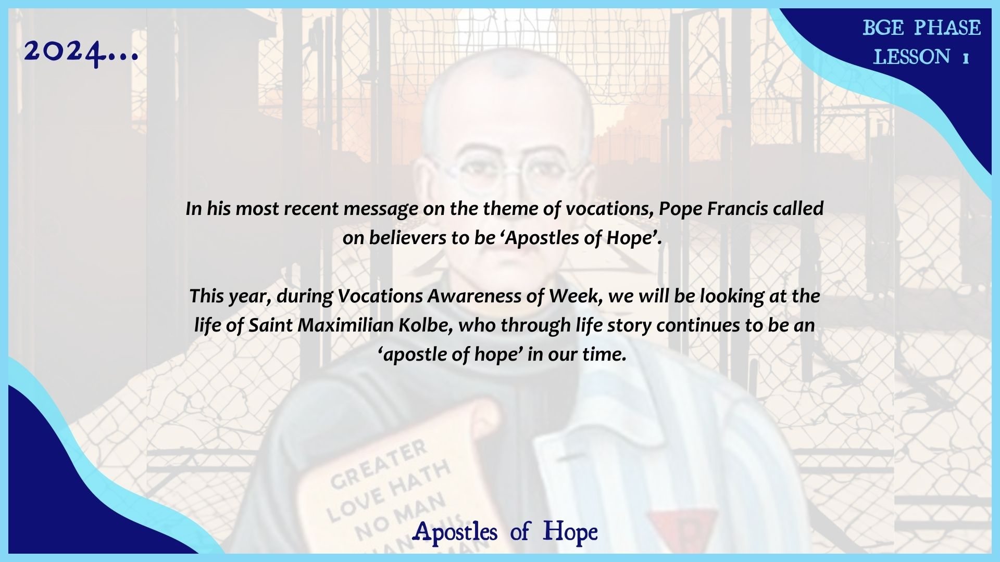 2024...
BGE PHASE
LESSON 1
In his most recent message on the theme of vocations, Pope Francis called
on believers to be ‘Apostles of Hope’.
This year, during Vocations Awareness of Week, we will be looking at the
life of Saint Maximilian Kolbe, who through life story continues to be an
‘apostle of hope’ in our time.
GREATER
LOVE HATH
NO MAN
THAN THIS,
MAN
P
Apostles of Hope